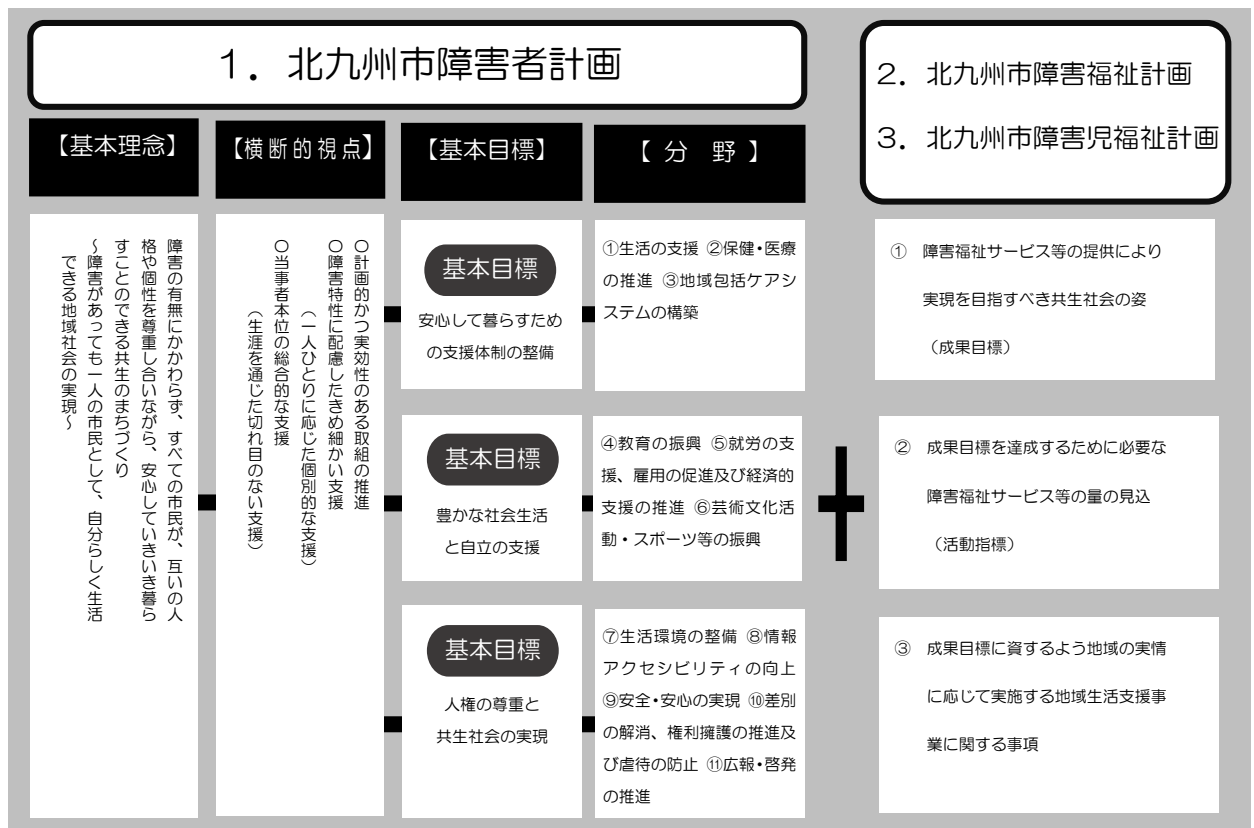 １．北九州市障害者計画
【基本理念】
障害の有無にかかわらず、すべての市民が、互いの人
格や個性を尊重し合いながら、安心していきいき暮ら
すことのできる共生のまちづくり
～障害があっても一人の市民として、自分らしく生活
できる地域社会の実現～
【横断的視点】
〇計画的かつ実効性のある取組の推進
〇障害特性に配慮したきめ細かい支援
（一人ひとりに応じた個別的な支援）
〇当事者本位の総合的な支援
（生涯を通じた切れ目のない支援）
【基本目標】
【 分　野 】
基本目標
安心して暮らすため
の支援体制の整備
①生活の支援 ②保健・医療
の推進 ③地域包括ケアシ
ステムの構築
基本目標
豊かな社会生活
と自立の支援
④教育の振興 ⑤就労の支
援、雇用の促進及び経済的
支援の推進 ⑥芸術文化活
動・スポーツ等の振興
基本目標
人権の尊重と
共生社会の実現
⑦生活環境の整備 ⑧情報
アクセシビリティの向上
⑨安全・安心の実現 ⑩差別
の解消、権利擁護の推進及
び虐待の防止 ⑪広報・啓発
の推進
２．北九州市障害福祉計画
３．北九州市障害児福祉計画
① 障害福祉サービス等の提供により
実現を目指すべき共生社会の姿
（成果目標）
② 成果目標を達成するために必要な
障害福祉サービス等の量の見込
（活動指標）
③ 成果目標に資するよう地域の実情
に応じて実施する地域生活支援事
業に関する事項